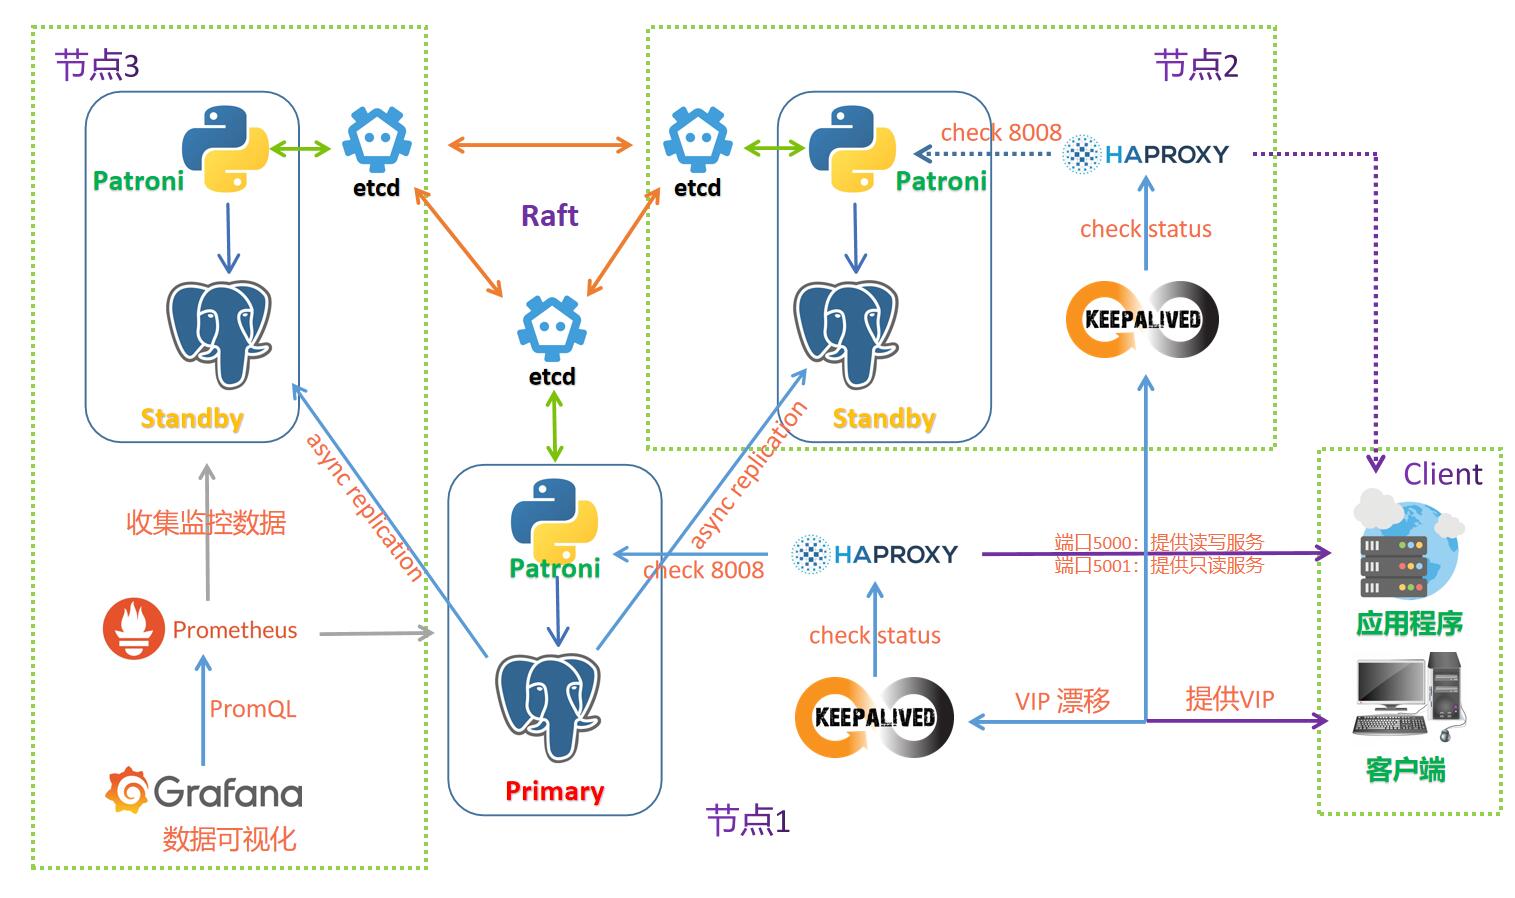 节点3
Patroni
etcd
Standby
收集监控数据
Prometheus
PromQL
Grafana
数据可视化
Raft
etcd
async replication
async replication
节点2
etcd
Patroni
check 8008
HAPROXY
check status
KEEPALIVED
Standby
Patroni
Primary
check 8008
HAPROXY
check status
KEEPALIVED
节点1
端口5000：提供读写服务
端口5001：提供只读服务
VIP 漂移
提供VIP
Client
应用程序
客户端